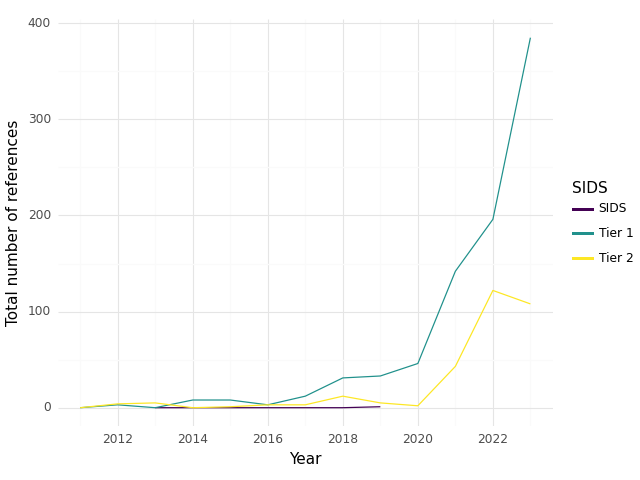 400
300
200
100
0
Total number of references
2012 2014 2016 2018 2020 2022
Year
SIDS
SIDS
Tier 1
Tier 2